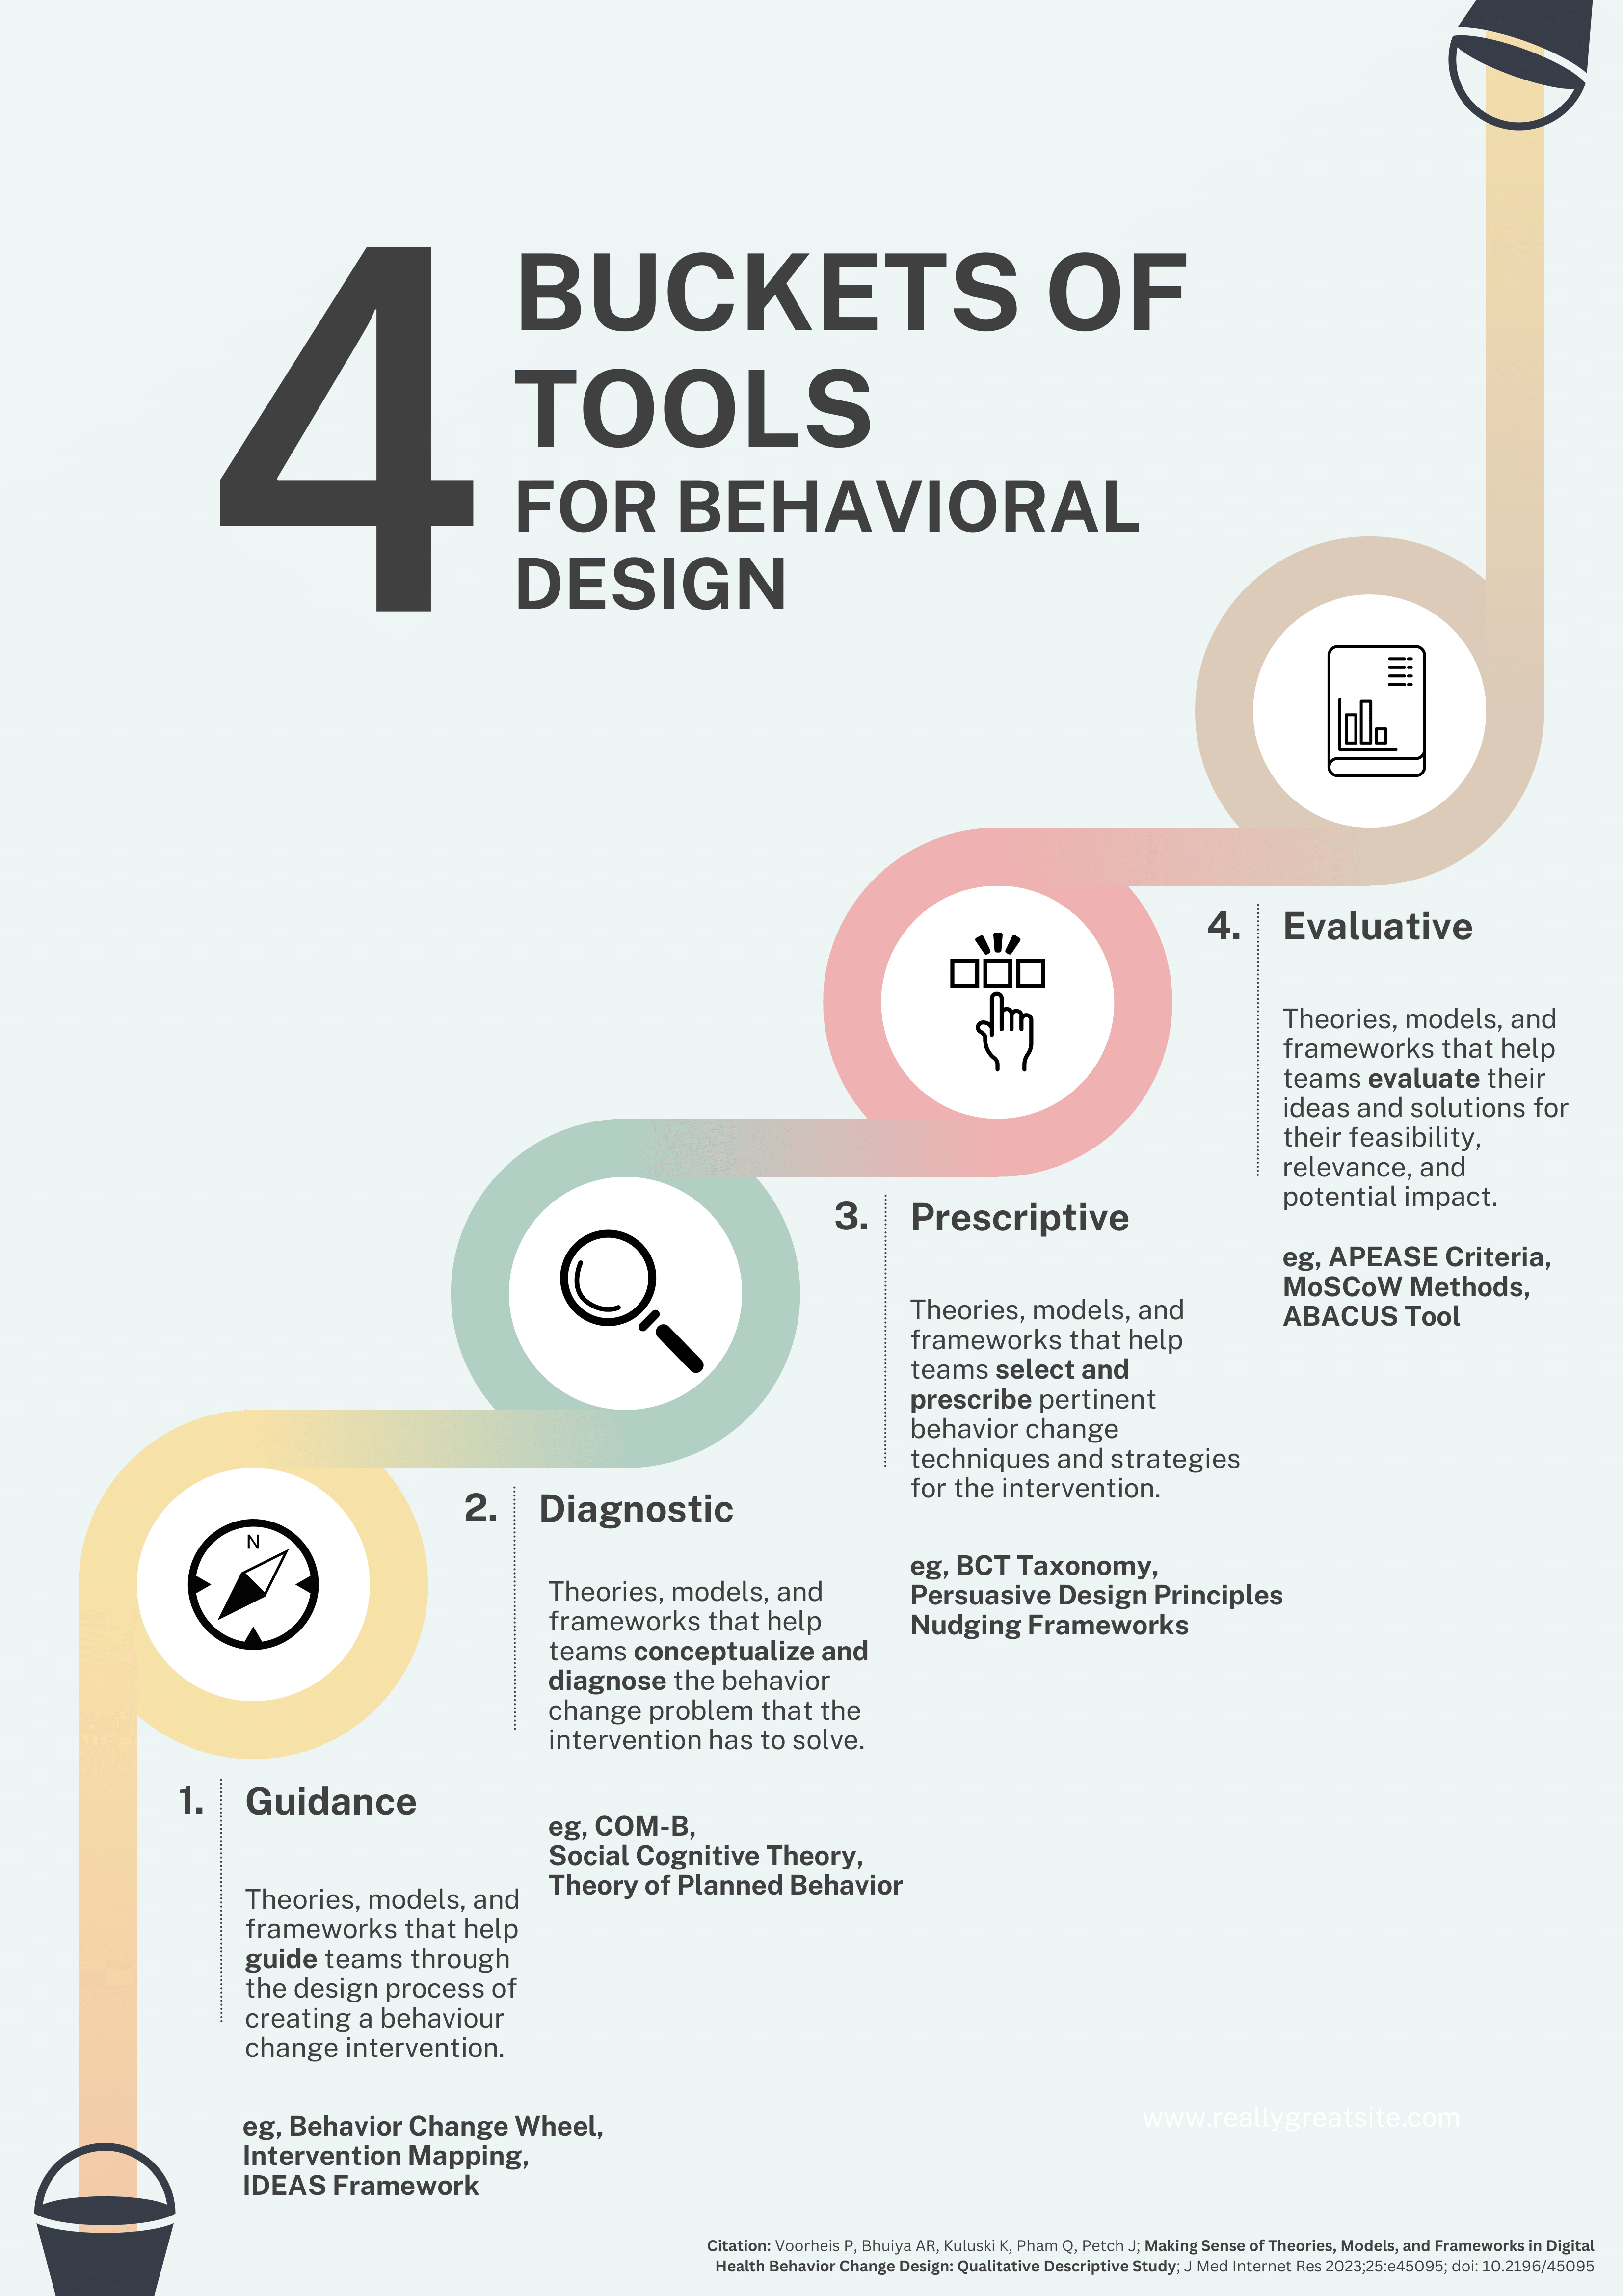 4
BUCKETS OF
TOOLS
FOR BEHAVIORAL
DESIGN
4.
Evaluative
Theories, models, and
frameworks that help
teams evaluate their
ideas and solutions for
their feasibility,
relevance, and
potential impact.
eg, APEASE Criteria,
MoSCoW Methods,
ABACUS Tool
3.
Prescriptive
Theories, models, and
frameworks that help
teams select and
prescribe pertinent
behavior change
techniques and strategies
for the intervention.
eg, BCT Taxonomy,
Persuasive Design Principles
Nudging Frameworks
2.
Diagnostic
Theories, models, and
frameworks that help
teams conceptualize and
diagnose the behavior
change problem that the
intervention has to solve.
eg, COM-B,
Social Cognitive Theory,
Theory of Planned Behavior
N
1.
Guidance
Theories, models, and
frameworks that help
guide teams through
the design process of
creating a behaviour
change intervention.
eg, Behavior Change Wheel,
Intervention Mapping,
IDEAS Framework
www.reallygreatsite.com
Citation: Voorheis P, Bhuiya AR, Kuluski K, Pham Q, Petch J; Making Sense of Theories, Models, and Frameworks in Digital
Health Behavior Change Design: Qualitative Descriptive Study; J Med Internet Res 2023;25:e45095; doi: 10.2196/45095